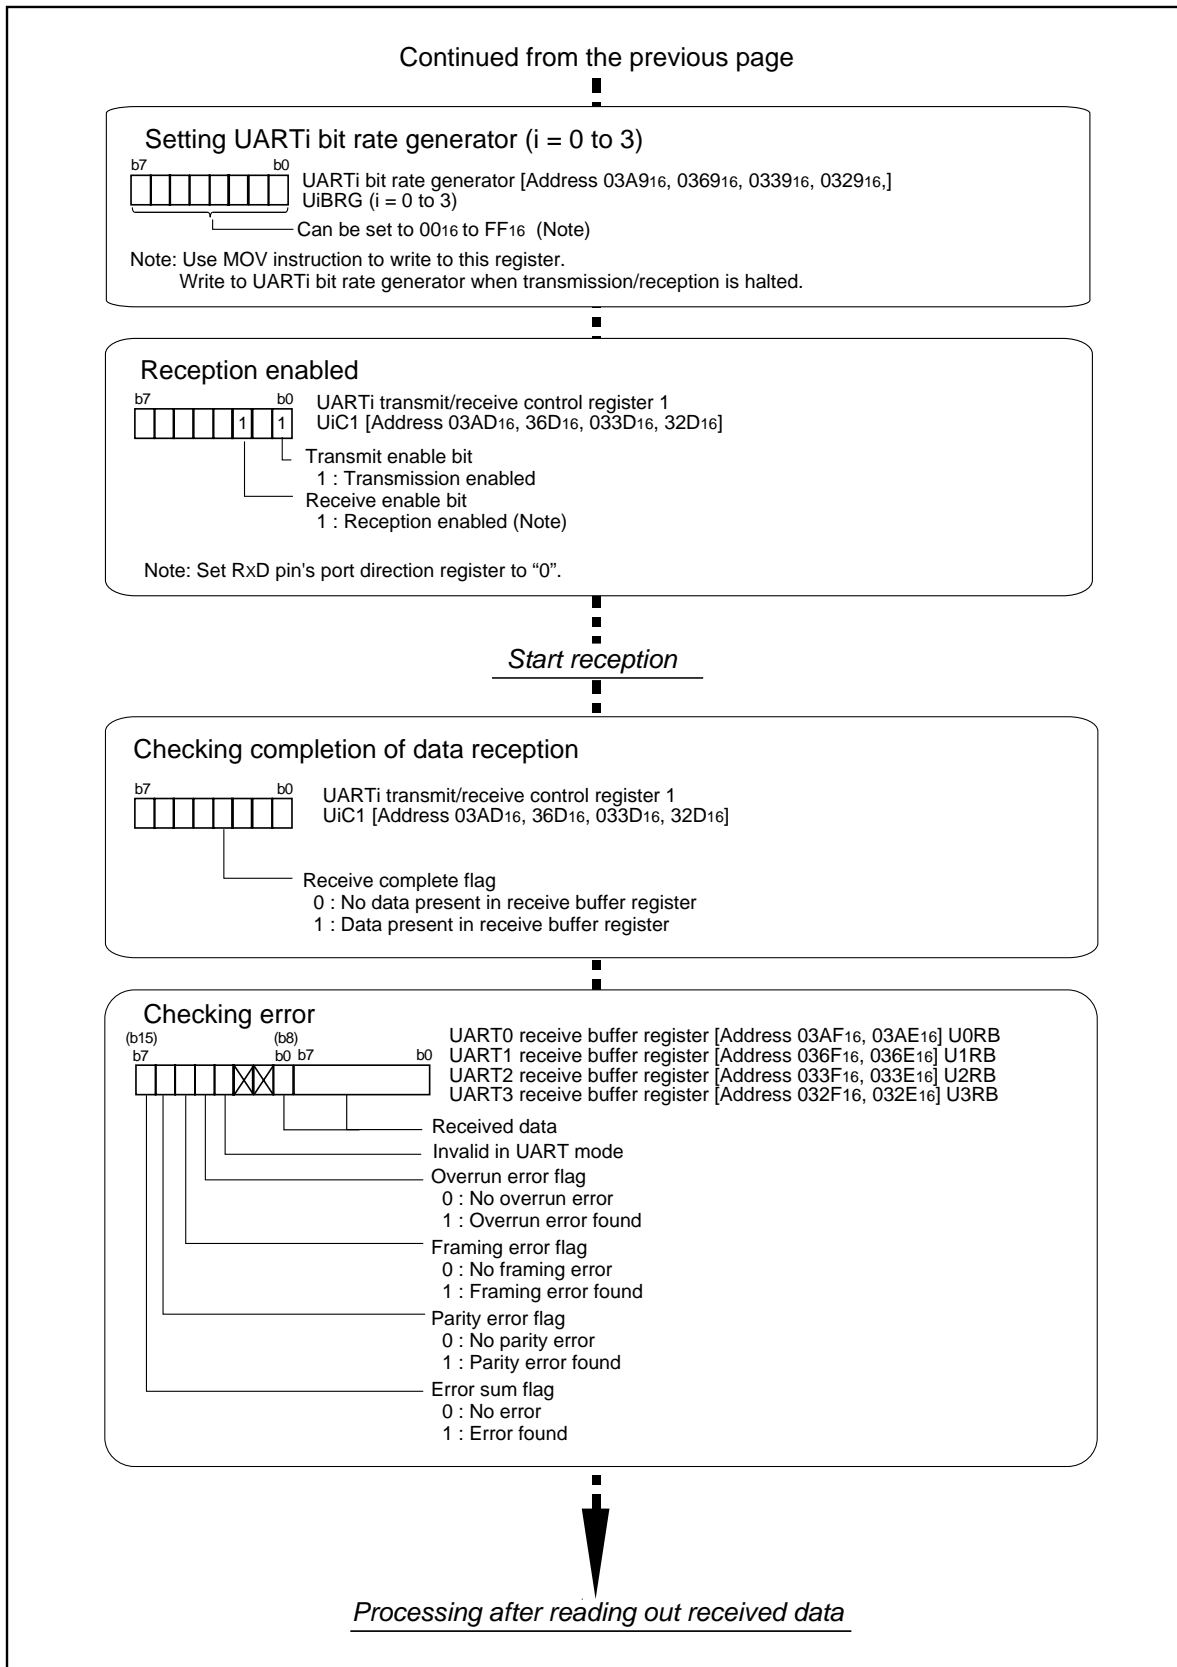 Continued from the previous page
Setting UARTi bit rate generator (i = 0 to 3)
b7 b0
UARTi bit rate generator [Address 03A916, 036916, 033916, 032916,]
UiBRG (i = 0 to 3)
Can be set to 0016 to FF16 (Note)
Note: Use MOV instruction to write to this register.
Write to UARTi bit rate generator when transmission/reception is halted.
Reception enabled
b7 b0
UARTi transmit/receive control register 1
1 1
UiC1 [Address 03AD16, 36D16, 033D16, 32D16]
Transmit enable bit
1 : Transmission enabled
Receive enable bit
1 : Reception enabled (Note)
Note: Set RxD pin's port direction register to “0”.
Start reception
Checking completion of data reception
b7 b0
UARTi transmit/receive control register 1
UiC1 [Address 03AD16, 36D16, 033D16, 32D16]
Receive complete flag
0 : No data present in receive buffer register
1 : Data present in receive buffer register
Checking error
(b15) (b8)
b7 b0 b7 b0
UART0 receive buffer register [Address 03AF16, 03AE16] U0RB
UART1 receive buffer register [Address 036F16, 036E16] U1RB
UART2 receive buffer register [Address 033F16, 033E16] U2RB
UART3 receive buffer register [Address 032F16, 032E16] U3RB
Received data
Invalid in UART mode
Overrun error flag
0 : No overrun error
1 : Overrun error found
Framing error flag
0 : No framing error
1 : Framing error found
Parity error flag
0 : No parity error
1 : Parity error found
Error sum flag
0 : No error
1 : Error found
Processing after reading out received data